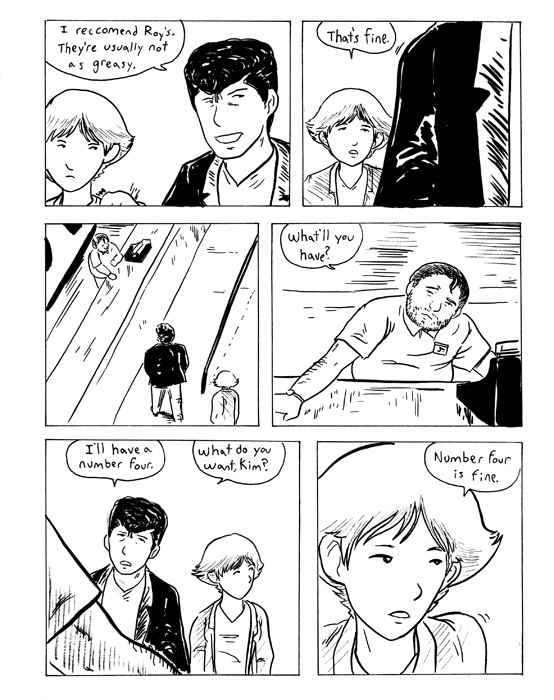 I reccomend Roy's.
They're usually not
as greasy.
That's fine.
What'll you
have?
I'll have a
number four.
What do you
want, Kim?
Number four
is fine.